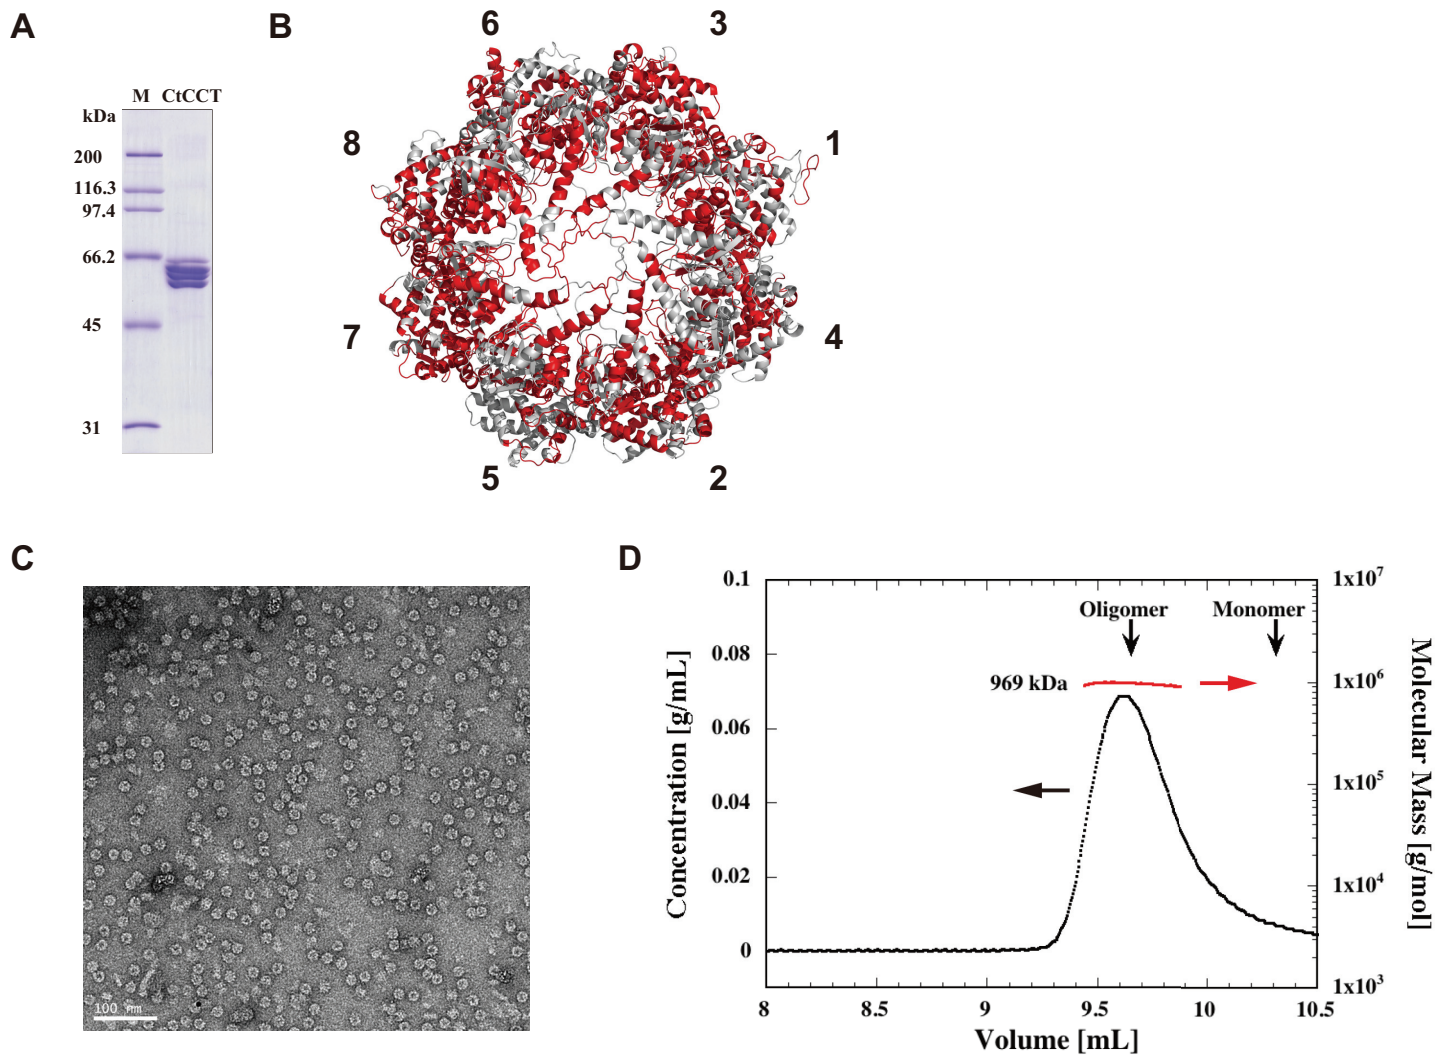 A
M CtCCT
kDa
200
116.3
97.4
66.2
45
31
B
6
3
8
1
7
4
5
2
C
100 nm
D
0.1
0.08
0.06
0.04
0.02
0
Concentration [g/mL]
Oligomer
Monomer
969 kDa
1x10⁷
1x10⁶
1x10⁵
1x10⁴
1x10³
Molecular Mass [g/mol]
8
8.5
9
9.5
10
10.5
Volume [mL]